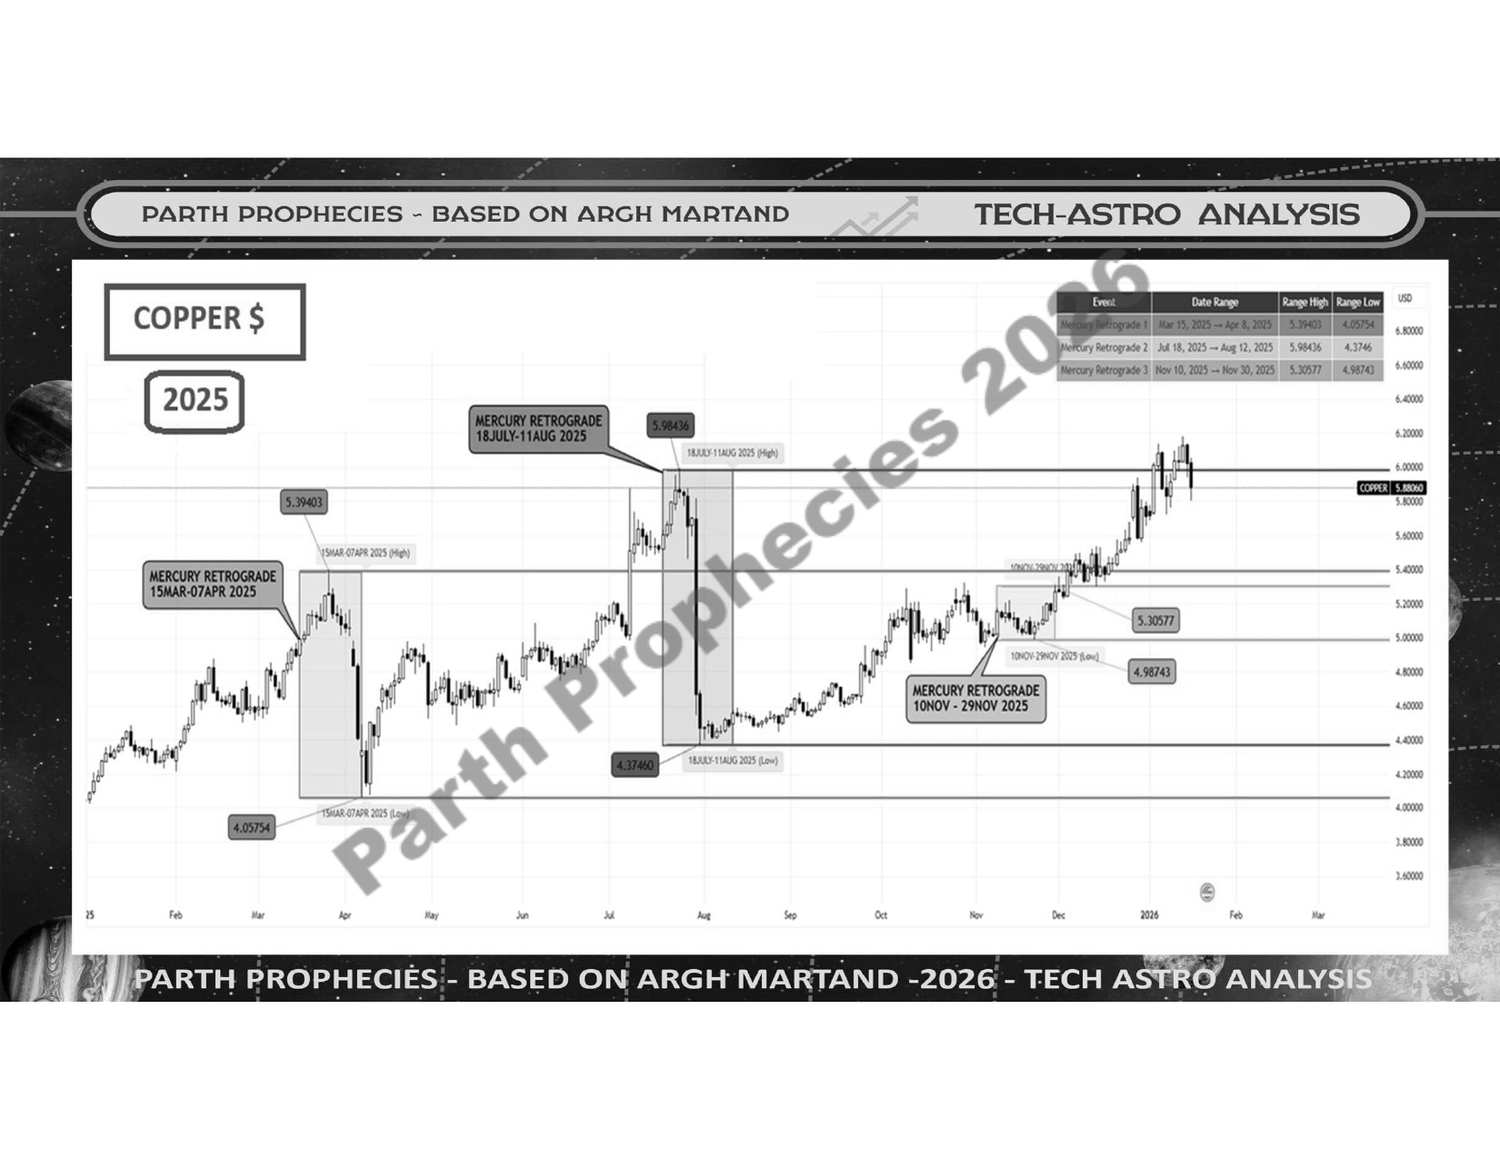 PARTH PROPHECIES ~ BASED ON ARGH MARTAND
TECH-ASTRO ANALYSIS
COPPER $
2025
Event Date Range Range High Range Low
Mercury Retrograde 1 Mar 15, 2025 → Apr 8, 2025 5.39403 4.05754
Mercury Retrograde 2 Jul 18, 2025 → Aug 12, 2025 5.98436 4.3746
Mercury Retrograde 3 Nov 10, 2025 → Nov 30, 2025 5.30577 4.98743
USD
6.80000
6.60000
6.40000
6.20000
6.00000
COPPER 5.88060
5.80000
5.60000
5.40000
5.20000
5.00000
4.80000
4.60000
4.40000
4.20000
4.00000
3.80000
3.60000
MERCURY RETROGRADE
18JULY-11AUG 2025
5.98436
18JULY-11AUG 2025 (High)
5.39403
15MAR-07APR 2025 (High)
MERCURY RETROGRADE
15MAR-07APR 2025
10NOV-29NOV
5.30577
10NOV-29NOV 2025 (Low)
4.98743
MERCURY RETROGRADE
10NOV - 29NOV 2025
4.37460
18JULY-11AUG 2025 (Low)
15MAR-07APR 2025 (Low)
4.05754
Parth Prophecies 2026
25 Feb Mar Apr May Jun Jul Aug Sep Oct Nov Dec 2026 Feb Mar
PARTH PROPHECIES - BASED ON ARGH MARTAND -2026 - TECH ASTRO ANALYSIS